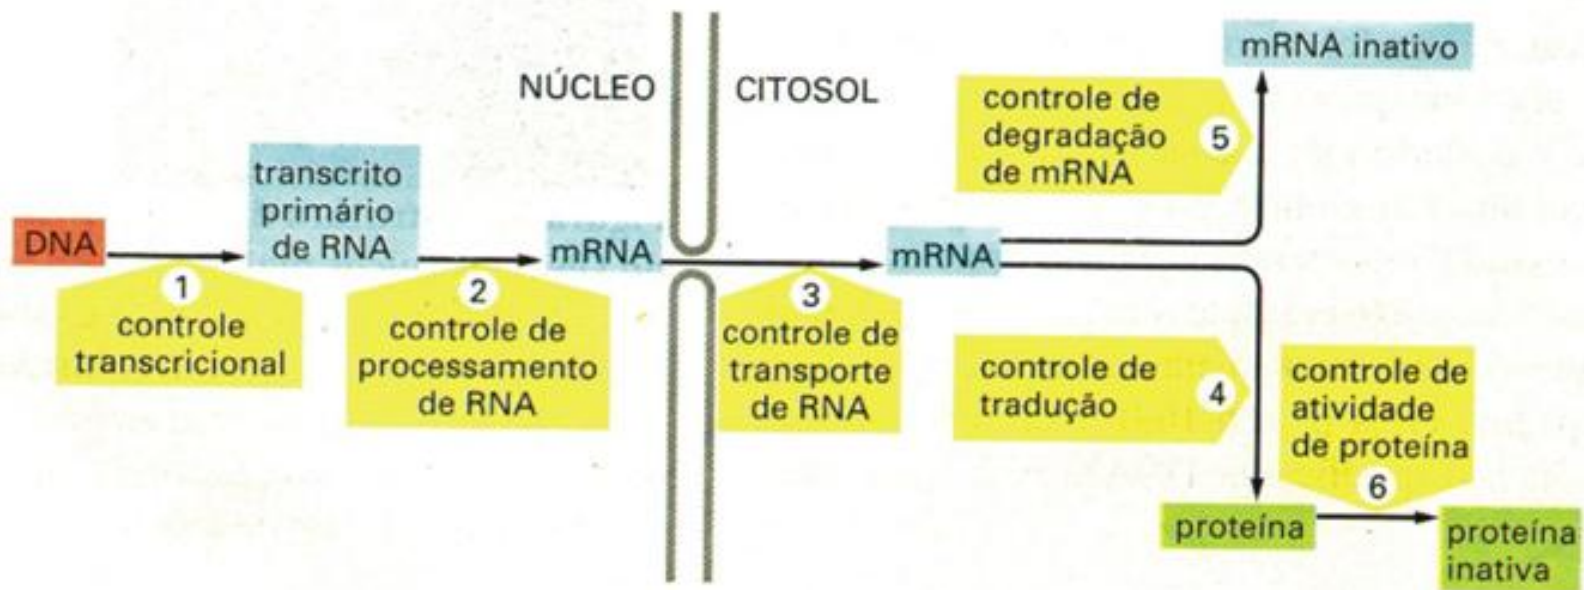 NÚCLEO
CITOSOL
DNA
1
controle
transcricional
transcrito
primário
de RNA
2
controle de
processamento
de RNA
mRNA
3
controle de
transporte
de RNA
mRNA
controle de
degradação
de mRNA
5
mRNA inativo
controle de
tradução
4
proteína
controle de
atividade
de proteína
6
proteína
inativa